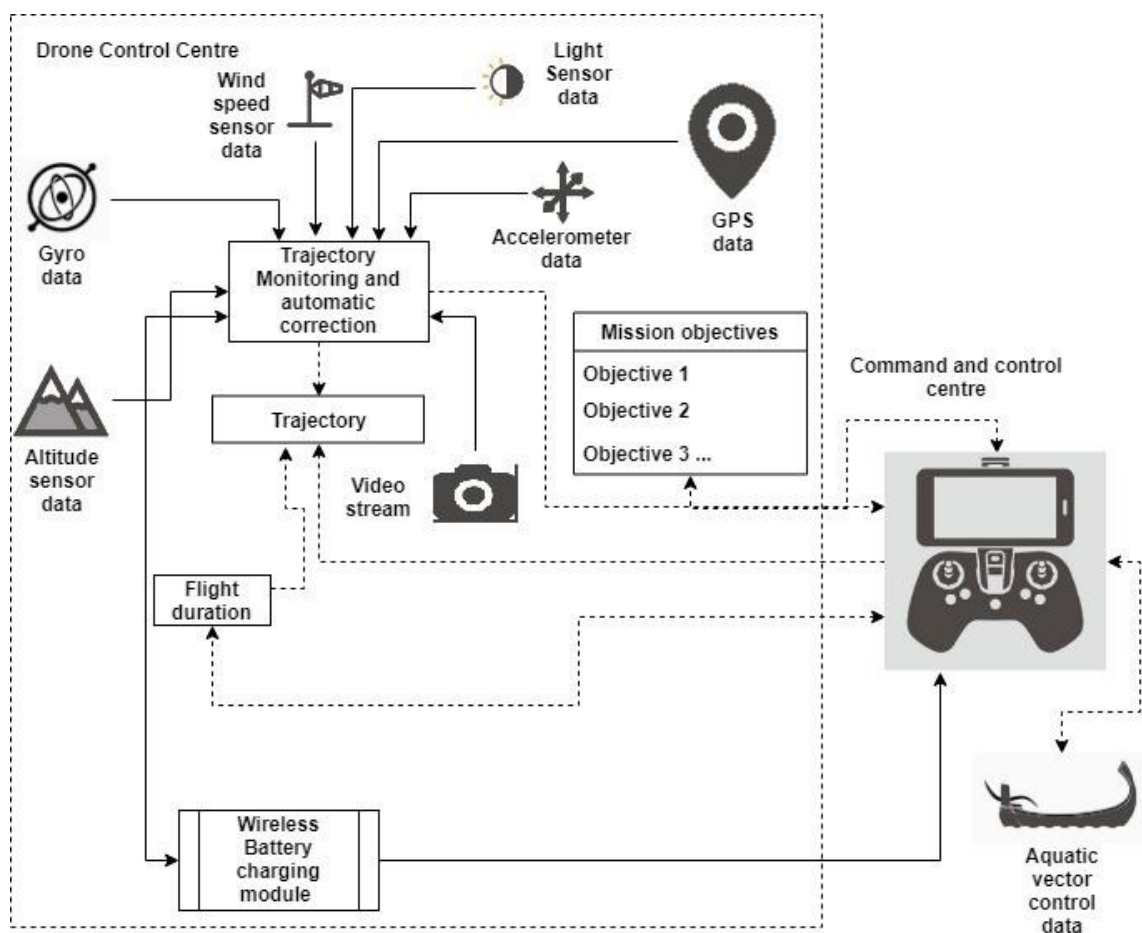 Drone Control Centre
Wind
speed
sensor
data
Light
Sensor
data
Gyro
data
Accelerometer
data
GPS
data
Trajectory
Monitoring and
automatic
correction
Mission objectives
Objective 1
Objective 2
Objective 3 ...
Command and control
centre
Altitude
sensor
data
Trajectory
Video
stream
Flight
duration
Wireless
Battery
charging
module
Aquatic
vector
control
data